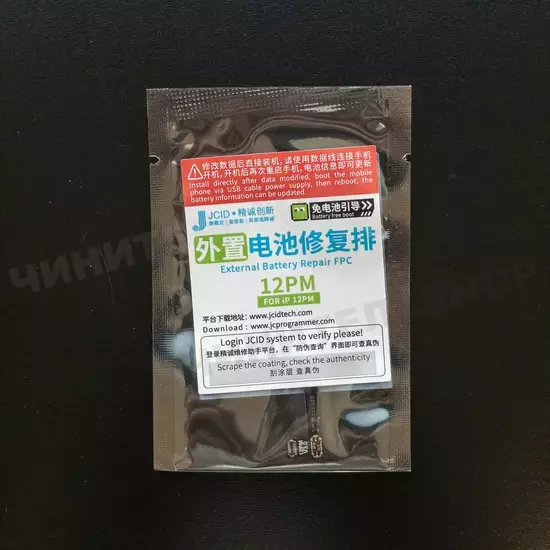 修改数据后直接装机,请使用数据线连接手机
开机,开机后再次重启手机,电池信息即可更新
Install directly after data modified, boot the mobile
phone via USB cable power supply, then reboot, the
battery information can be updated.
JCID·精诚创新
免电池引导
Battery free boot
外置电池修复排
External Battery Repair FPC
12PM
FOR iP 12PM
平台下载地址: www.jcidtech.com
Download : www.jcprogrammer.com
Login JCID system to verify please!
登录精诚维修助手平台, 在 "防伪查询" 界面即可查真伪
Scrape the coating, check the authenticity
刮涂层 查真伪